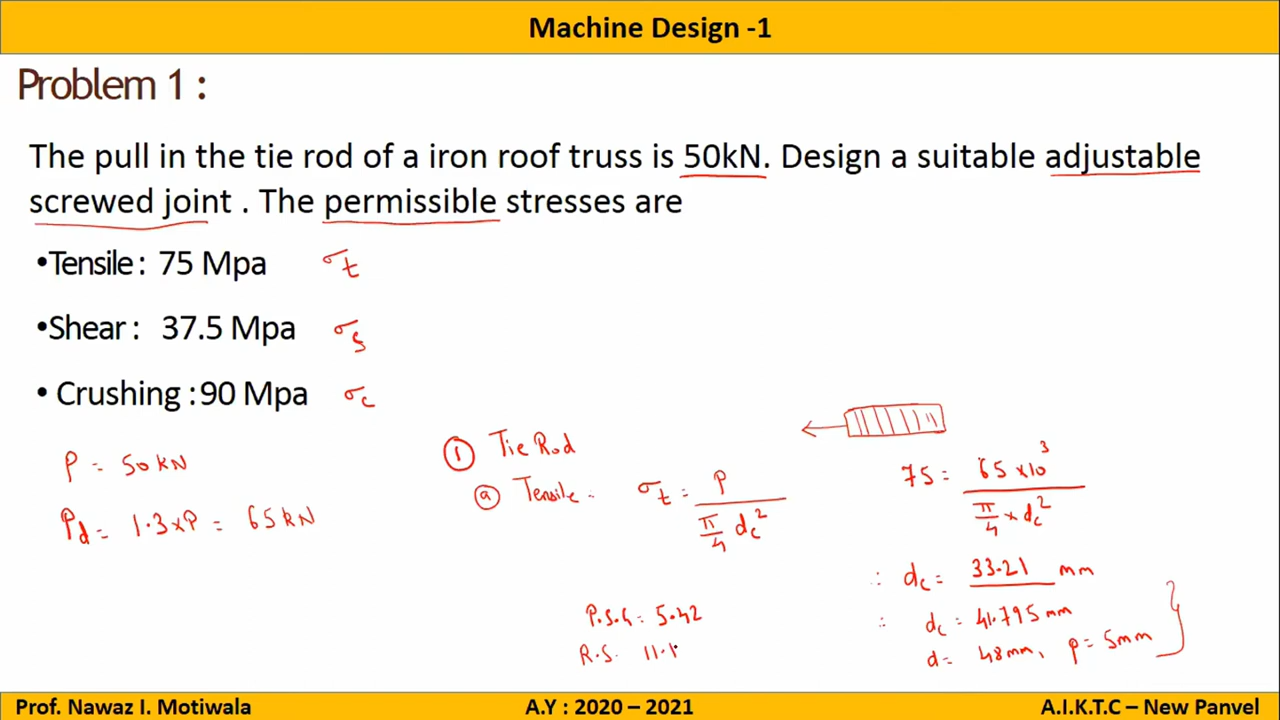 Machine Design -1
Problem 1 :
The pull in the tie rod of a iron roof truss is 50kN. Design a suitable adjustable
screwed joint . The permissible stresses are
•Tensile : 75 Mpa σt
•Shear : 37.5 Mpa σs
• Crushing : 90 Mpa σc
P = 50 kN
Pd = 1.3 x P = 65 kN
① Tie Rod
ⓐ Tensile - σt = P / (π/4 dc²)
75 = 65 x 10³ / (π/4 x dc²)
∴ dc = 33.21 mm
∴ dc = 41.795 mm
d = 48 mm, p = 5mm
P.S.G = 5.42
R.S. 11.1
Prof. Nawaz I. Motiwala
A.Y : 2020 – 2021
A.I.K.T.C – New Panvel